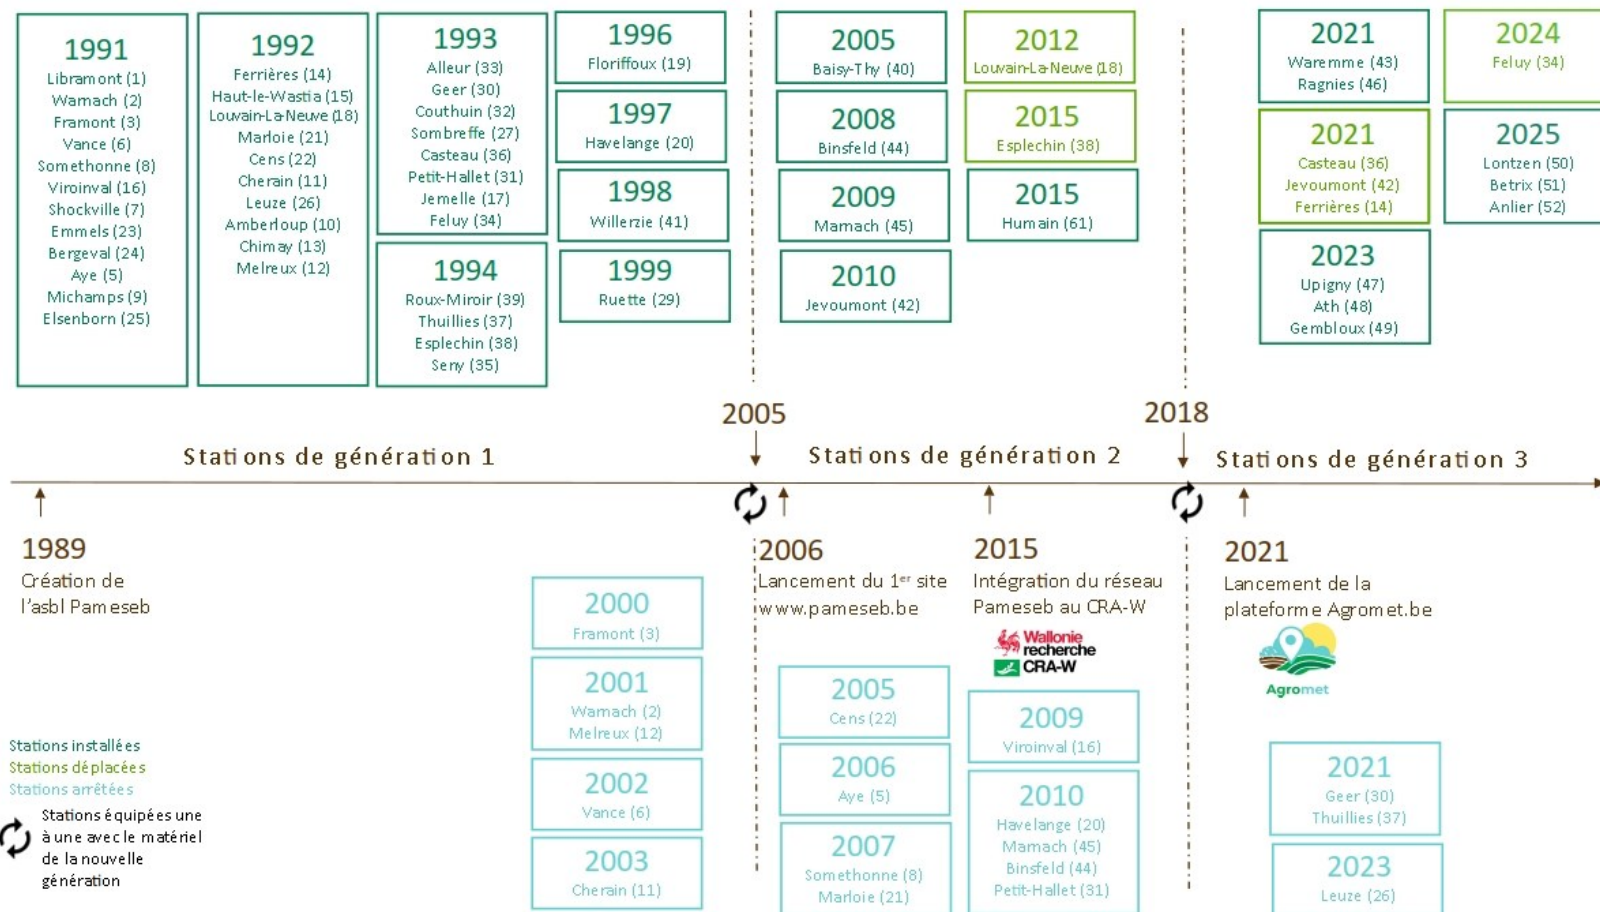 1991
Libramont (1)
Warnach (2)
Framont (3)
Vance (6)
Somethonne (8)
Viroinval (16)
Shockville (7)
Emmels (23)
Bergeval (24)
Aye (5)
Michamps (9)
Elsenborn (25)
1992
Ferrières (14)
Haut-le-Wastia (15)
Louvain-La-Neuve (18)
Marloie (21)
Cens (22)
Cherain (11)
Leuze (26)
Amberloup (10)
Chimay (13)
Melreux (12)
1993
Alleur (33)
Geer (30)
Couthuin (32)
Sombreffe (27)
Casteau (36)
Petit-Hallet (31)
Jemelle (17)
Feluy (34)
1994
Roux-Miroir (39)
Thuillies (37)
Esplechin (38)
Seny (35)
1996
Floriffoux (19)
1997
Havelange (20)
1998
Willerzie (41)
1999
Ruette (29)
2005
Baisy-Thy (40)
2008
Binsfeld (44)
2009
Mamach (45)
2010
Jevoumont (42)
2012
Louvain-La-Neuve (18)
2015
Esplechin (38)
2015
Humain (61)
2021
Waremme (43)
Ragnies (46)
2021
Casteau (36)
Jevoumont (42)
Ferrières (14)
2023
Upigny (47)
Ath (48)
Gembloux (49)
2024
Feluy (34)
2025
Lontzen (50)
Betrix (51)
Anlier (52)
2005
2018
Stations de génération 1
Stations de génération 2
Stations de génération 3
1989
Création de
l'asbl Pameseb
2006
Lancement du 1er site
www.pameseb.be
2015
Intégration du réseau
Pameseb au CRA-W
Wallonie
recherche
CRA-W
2021
Lancement de la
plateforme Agromet.be
Agromet
2000
Framont (3)
2001
Warnach (2)
Melreux (12)
2002
Vance (6)
2003
Cherain (11)
2005
Cens (22)
2006
Aye (5)
2007
Somethonne (8)
Marloie (21)
2009
Viroinval (16)
2010
Havelange (20)
Mamach (45)
Binsfeld (44)
Petit-Hallet (31)
2021
Geer (30)
Thuillies (37)
2023
Leuze (26)
Stations installées
Stations déplacées
Stations arrêtées
Stations équipées une
à une avec le matériel
de la nouvelle
génération